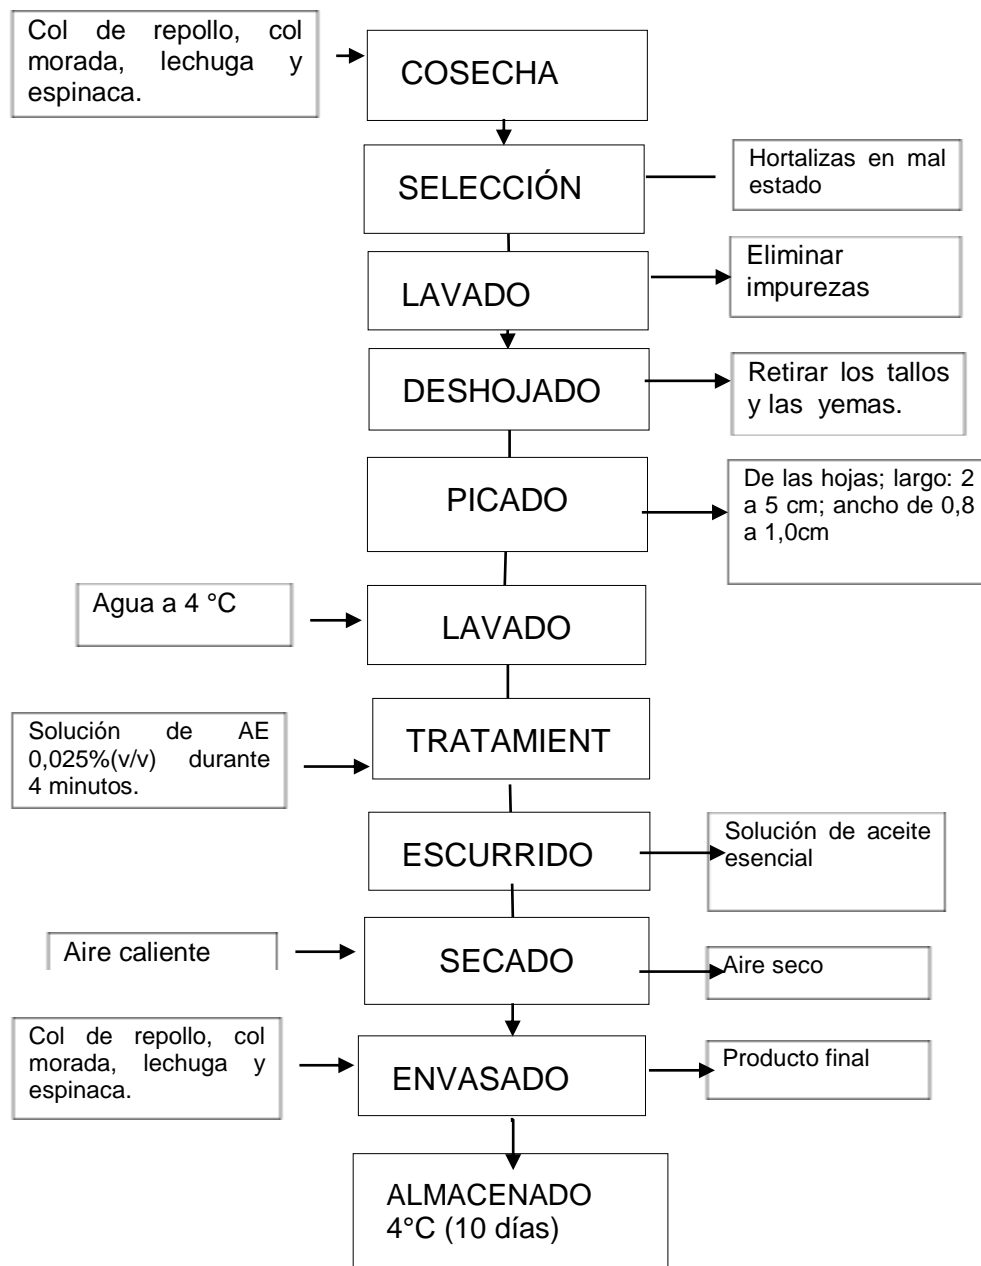 Col de repollo, col
morada, lechuga y
espinaca.
COSECHA
SELECCIÓN
Hortalizas en mal
estado
LAVADO
Eliminar
impurezas
DESHOJADO
Retirar los tallos
y las yemas.
PICADO
De las hojas; largo: 2
a 5 cm; ancho de 0,8
a 1,0cm
Agua a 4 °C
LAVADO
Solución de AE
0,025%(v/v) durante
4 minutos.
TRATAMIENT
ESCURRIDO
Solución de aceite
esencial
Aire caliente
SECADO
Aire seco
Col de repollo, col
morada, lechuga y
espinaca.
ENVASADO
Producto final
ALMACENADO
4°C (10 días)